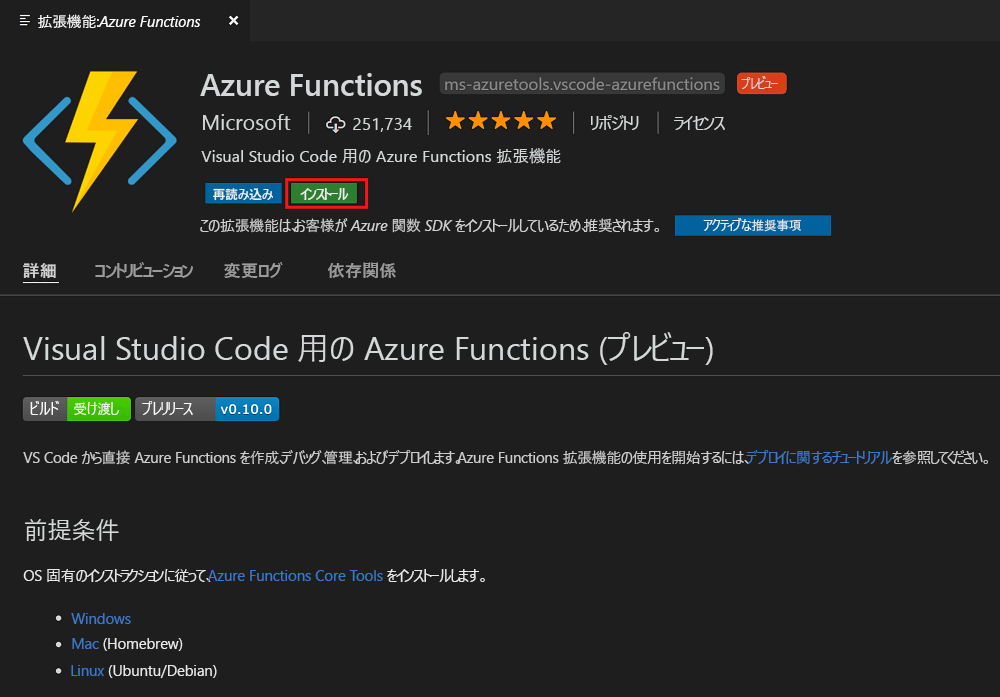 拡張機能:Azure Functions ×
Azure Functions ms-azuretools.vscode-azurefunctions プレビュー
Microsoft 251,734 ★★★★★ リポジトリ ライセンス
Visual Studio Code 用の Azure Functions 拡張機能
再読み込み インストール
この拡張機能は、お客様が Azure 関数 SDK をインストールしているため、推奨されます。 アクティブな推奨事項
詳細 コントリビューション 変更ログ 依存関係
Visual Studio Code 用の Azure Functions (プレビュー)
ビルド 受け渡し プレリリース v0.10.0
VS Code から直接 Azure Functions を作成、デバッグ、管理、およびデプロイします。Azure Functions 拡張機能の使用を開始するには、デプロイに関するチュートリアルを参照してください。
前提条件
OS 固有のインストラクションに従って、Azure Functions Core Tools をインストールします。
• Windows
• Mac (Homebrew)
• Linux (Ubuntu/Debian)